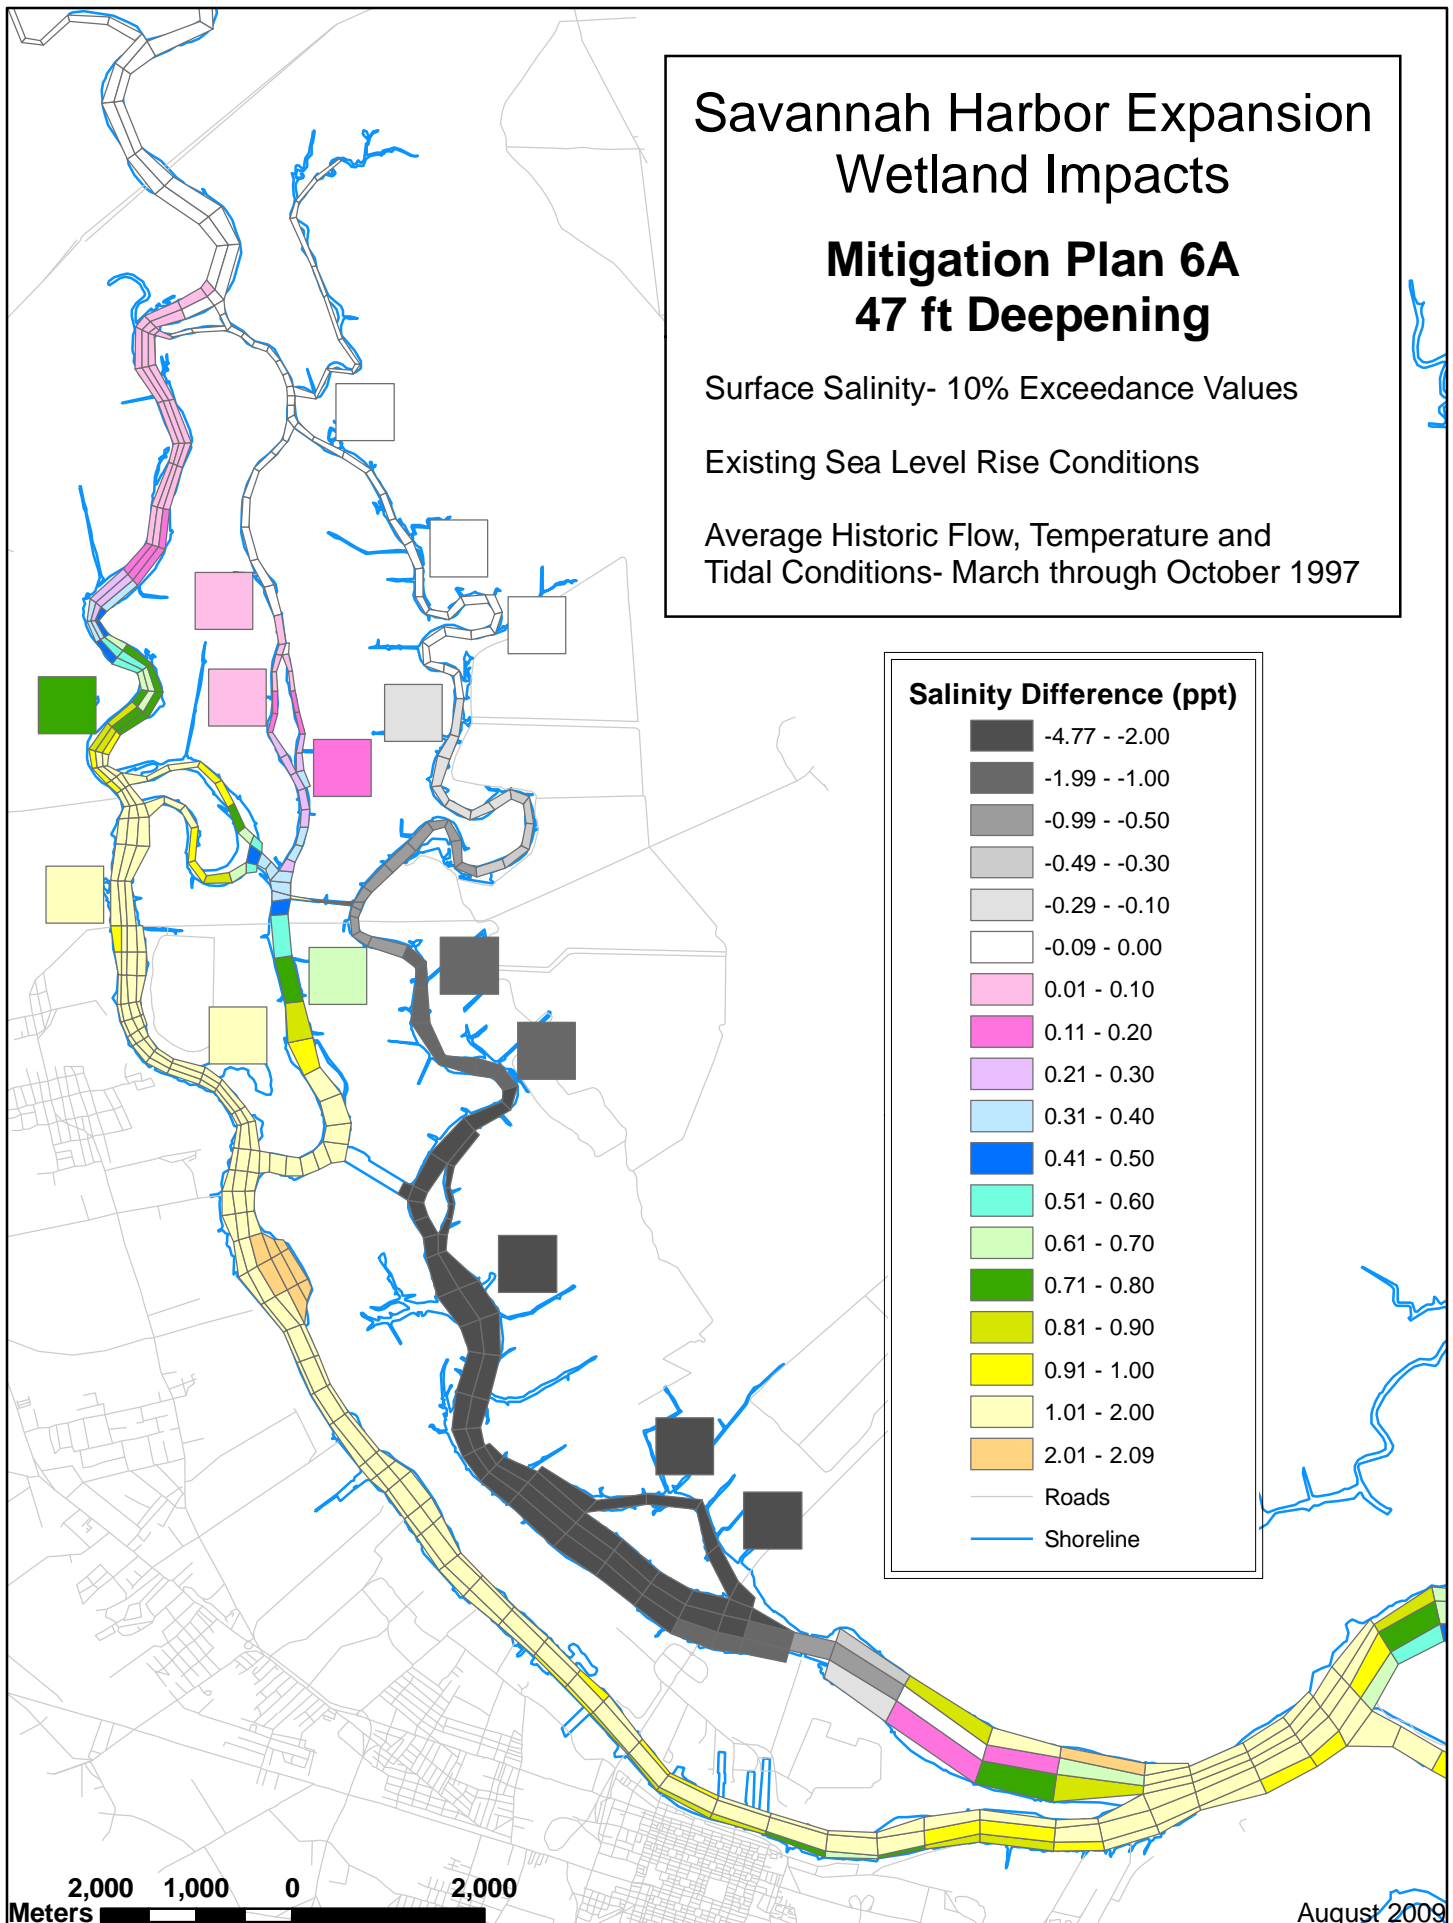 Savannah Harbor Expansion
Wetland Impacts
Mitigation Plan 6A
47 ft Deepening
Surface Salinity- 10% Exceedance Values
Existing Sea Level Rise Conditions
Average Historic Flow, Temperature and
Tidal Conditions- March through October 1997
Salinity Difference (ppt)
-4.77 - -2.00
-1.99 - -1.00
-0.99 - -0.50
-0.49 - -0.30
-0.29 - -0.10
-0.09 - 0.00
0.01 - 0.10
0.11 - 0.20
0.21 - 0.30
0.31 - 0.40
0.41 - 0.50
0.51 - 0.60
0.61 - 0.70
0.71 - 0.80
0.81 - 0.90
0.91 - 1.00
1.01 - 2.00
2.01 - 2.09
Roads
Shoreline
2,000 1,000 0 2,000
Meters
August 2009